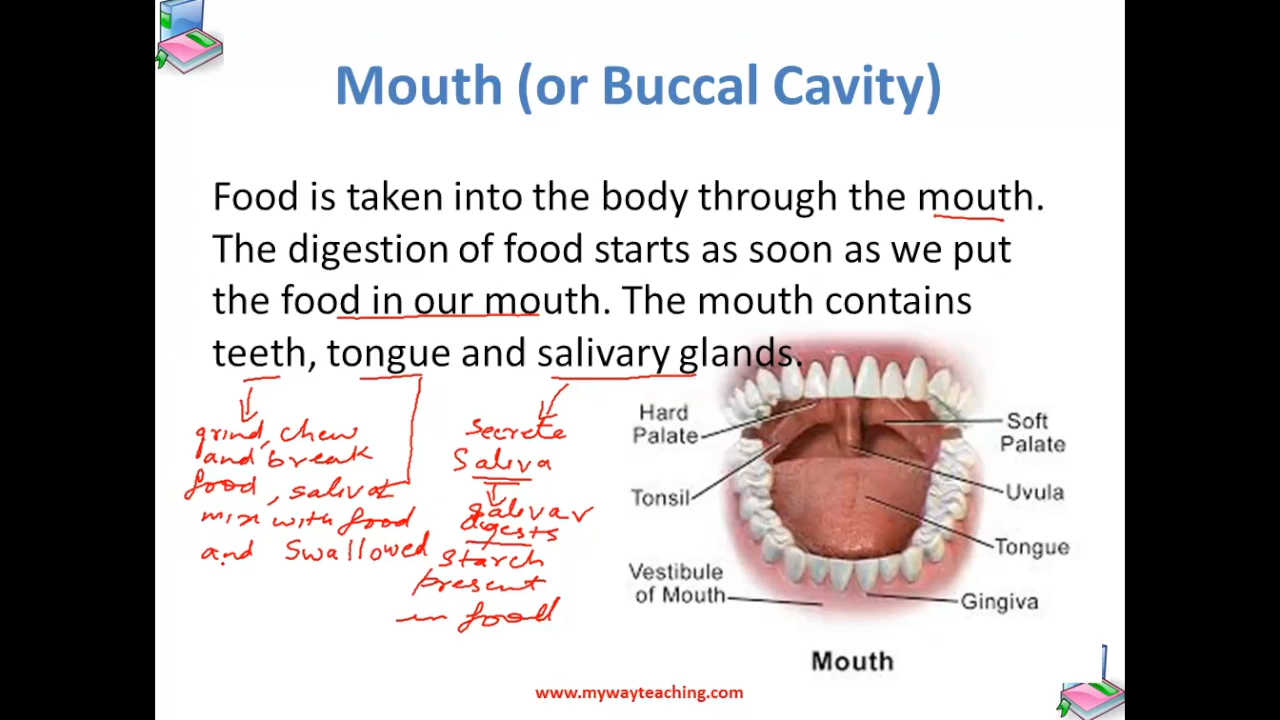 Mouth (or Buccal Cavity)
Food is taken into the body through the mouth.
The digestion of food starts as soon as we put
the food in our mouth. The mouth contains
teeth, tongue and salivary glands.
grind, chew
and break
food, saliva
mix with food
and swallowed
secrete
Saliva
salivar
digests
starch
present
in food
Hard
Palate
Tonsil
Vestibule
of Mouth
Soft
Palate
Uvula
Tongue
Gingiva
Mouth
www.mywayteaching.com